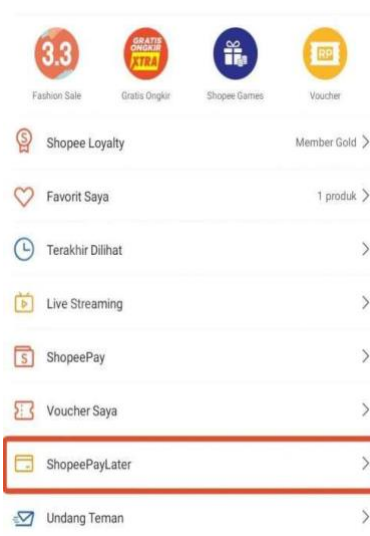 3.3
GRATIS
ONGKIR
XTRA
RP
Fashion Sale
Gratis Ongkir
Shopee Games
Voucher
S
Shopee Loyalty
Member Gold
Favorit Saya
1 produk
Terakhir Dilihat
Live Streaming
S
ShopeePay
Voucher Saya
ShopeePayLater
Undang Teman